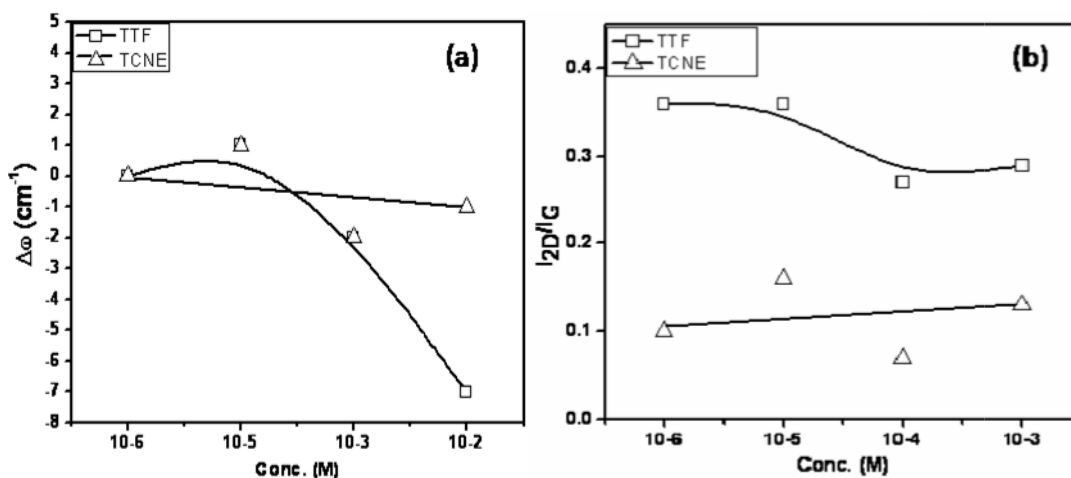 TTF
TCNE
(a)
5
4
3
2
1
0
-1
-2
-3
-4
-5
-6
-7
-8
Δω (cm⁻¹)
10-6 10-5 10-3 10-2
Conc. (M)
TTF
TCNE
(b)
0.4
0.3
0.2
0.1
0.0
I2D/IG
10-6 10-5 10-4 10-3
Conc. (M)